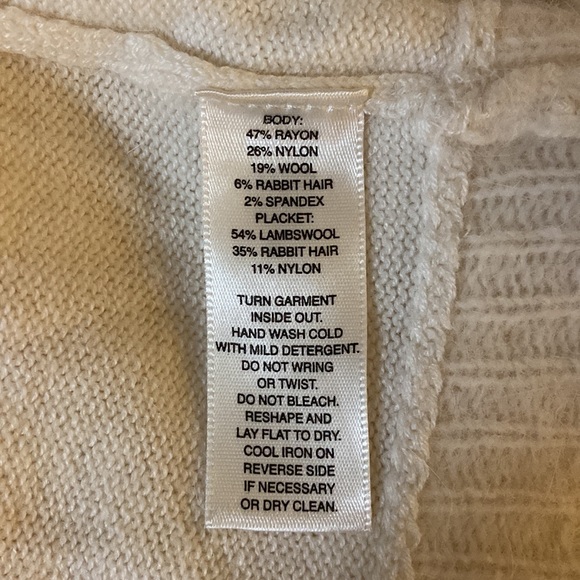 BODY:
47% RAYON
26% NYLON
19% WOOL
6% RABBIT HAIR
2% SPANDEX
PLACKET:
54% LAMBSWOOL
35% RABBIT HAIR
11% NYLON
TURN GARMENT
INSIDE OUT.
HAND WASH COLD
WITH MILD DETERGENT.
DO NOT WRING
OR TWIST.
DO NOT BLEACH.
RESHAPE AND
LAY FLAT TO DRY.
COOL IRON ON
REVERSE SIDE
IF NECESSARY
OR DRY CLEAN.